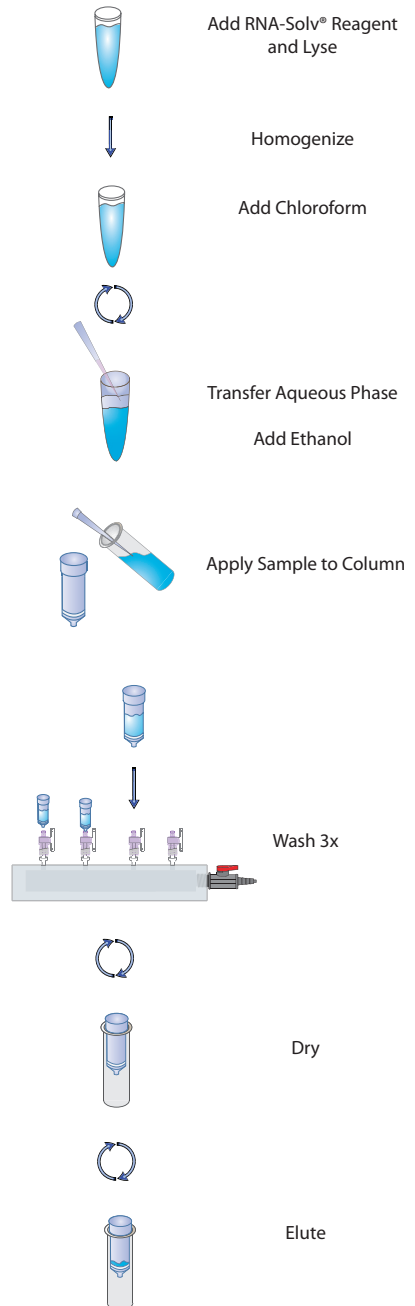 Add RNA-Solv® Reagent
and Lyse
Homogenize
Add Chloroform
Transfer Aqueous Phase
Add Ethanol
Apply Sample to Column
Wash 3x
Dry
Elute